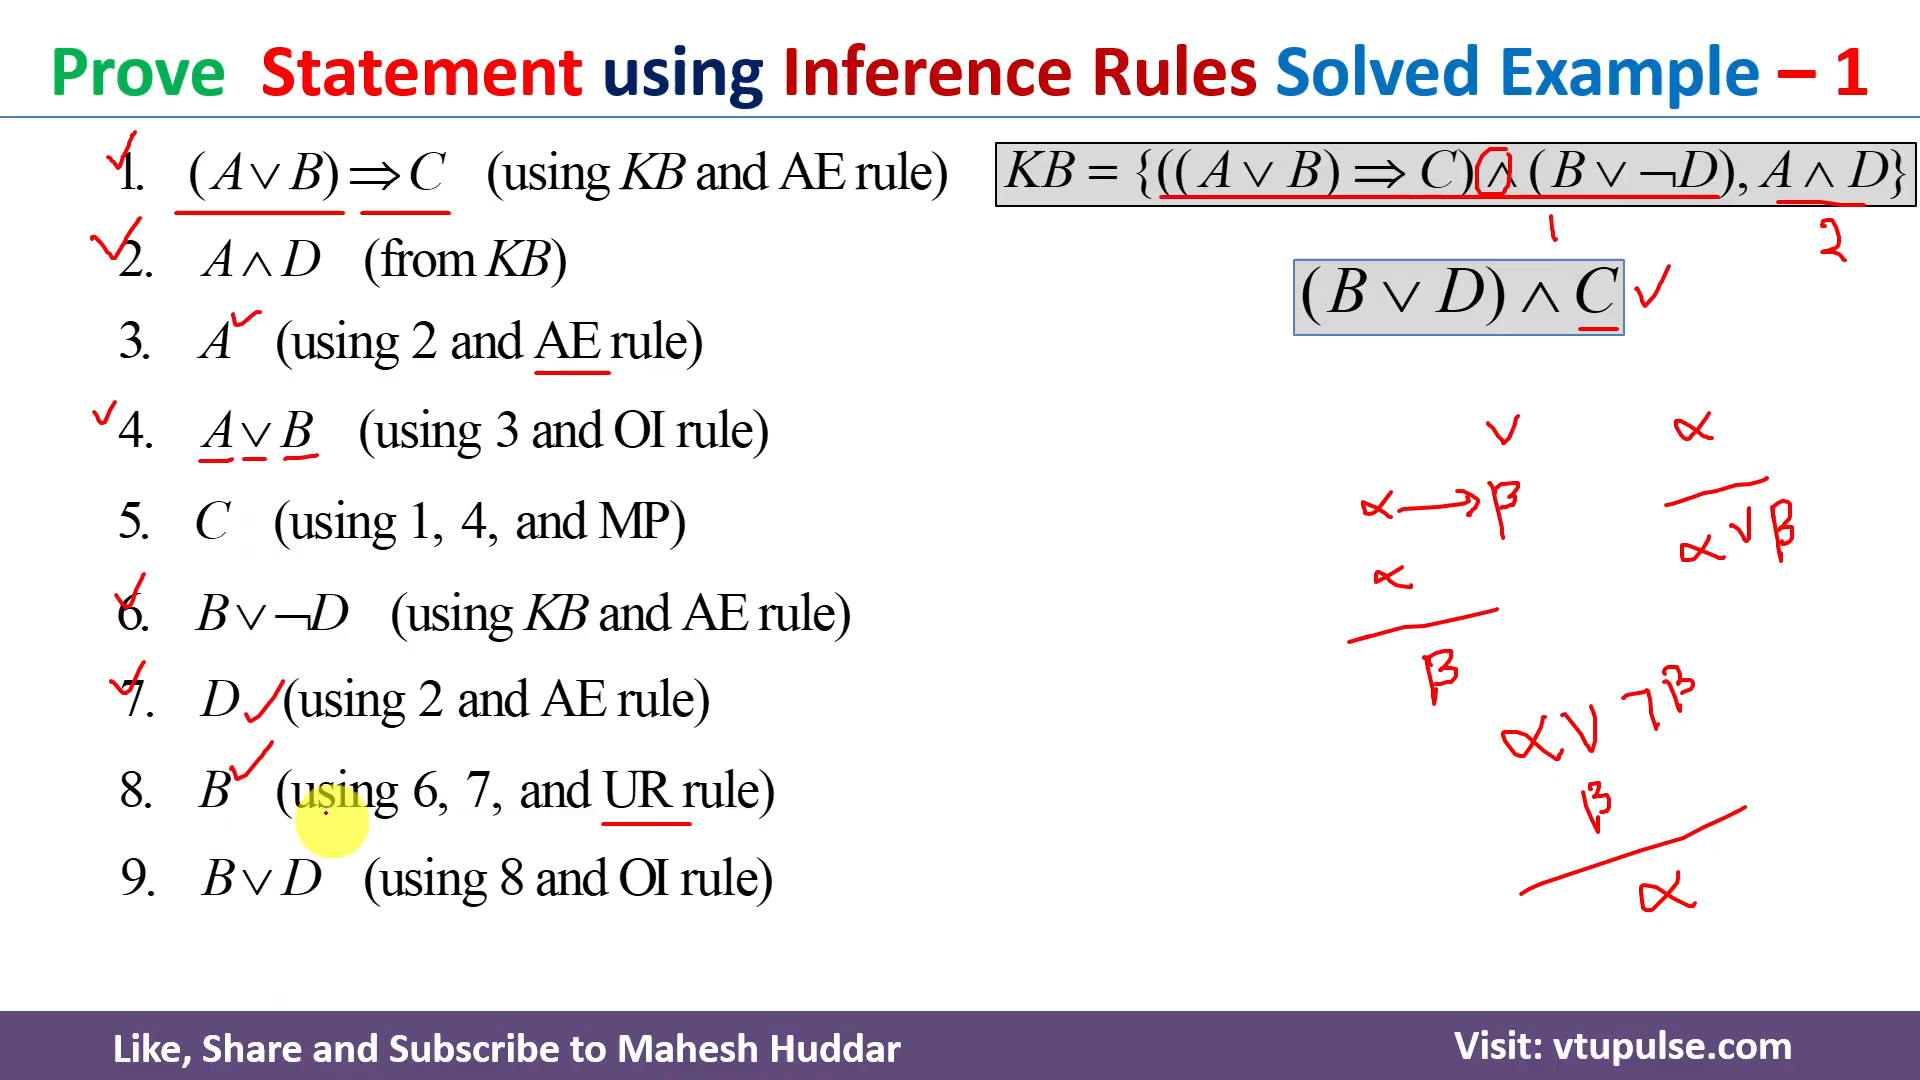 Prove Statement using Inference Rules Solved Example – 1
1. (A ∨ B) ⇒ C (using KB and AE rule)
KB = {((A ∨ B) ⇒ C) ∧ (B ∨ ¬D), A ∧ D}
1 2
2. A ∧ D (from KB)
(B ∨ D) ∧ C
3. A (using 2 and AE rule)
4. A ∨ B (using 3 and OI rule)
5. C (using 1, 4, and MP)
6. B ∨ ¬D (using KB and AE rule)
7. D (using 2 and AE rule)
8. B (using 6, 7, and UR rule)
9. B ∨ D (using 8 and OI rule)
α → β
α
β
α
α ∨ β
α ∨ ¬β
β
α
Like, Share and Subscribe to Mahesh Huddar
Visit: vtupulse.com